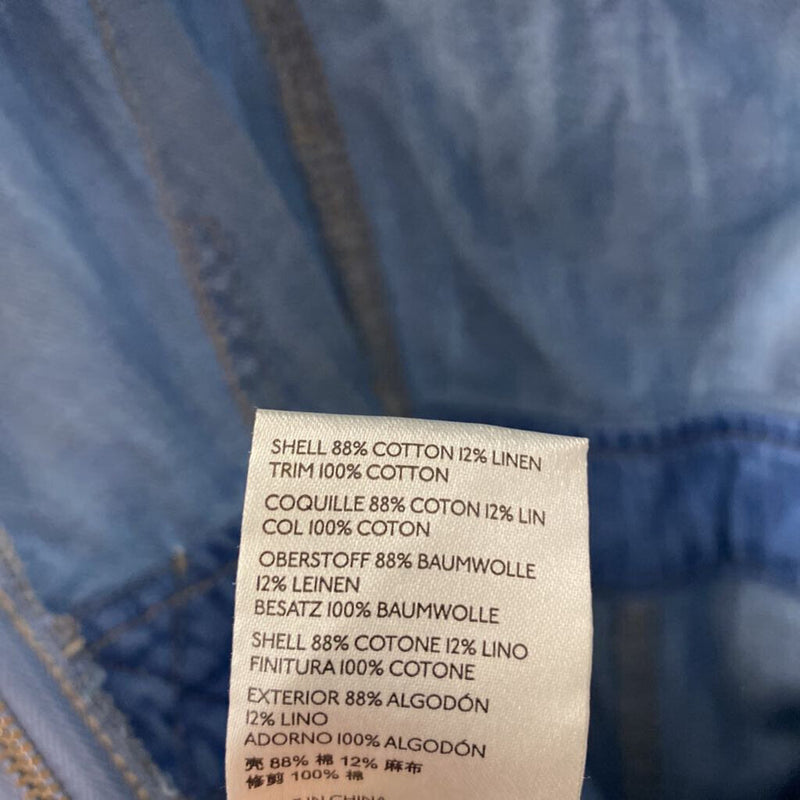 SHELL 88% COTTON 12% LINEN
TRIM 100% COTTON
COQUILLE 88% COTON 12% LIN
COL 100% COTON
OBERSTOFF 88% BAUMWOLLE
12% LEINEN
BESATZ 100% BAUMWOLLE
SHELL 88% COTONE 12% LINO
FINITURA 100% COTONE
EXTERIOR 88% ALGODÓN
12% LINO
ADORNO 100% ALGODÓN
壳 88% 棉 12% 麻布
修剪 100% 棉
IN CHINA